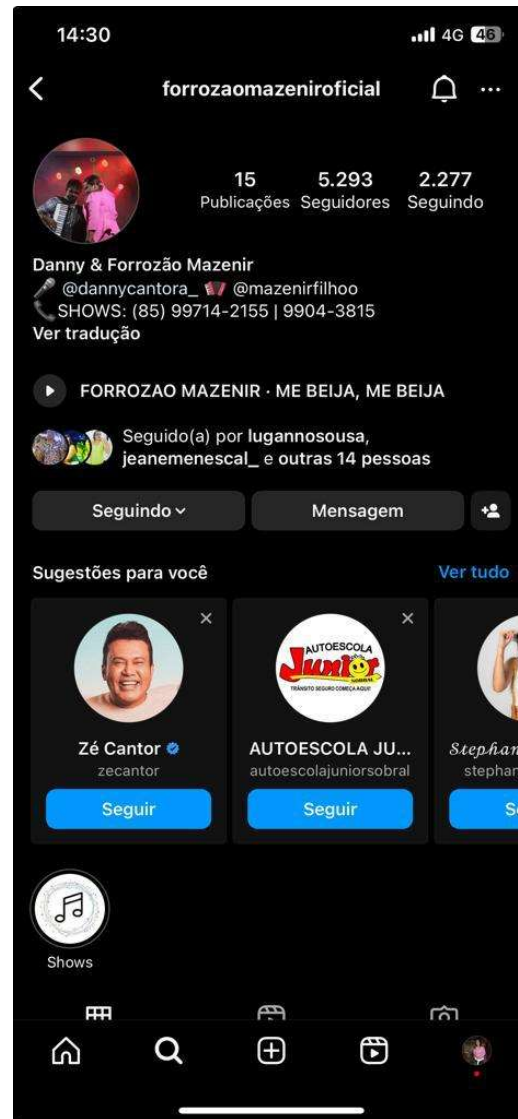 14:30
4G 46
forrozaomazeniroficial
15 5.293 2.277
Publicações Seguidores Seguindo
Danny & Forrozão Mazenir
@dannycantora_ @mazenirfilhoo
SHOWS: (85) 99714-2155 | 9904-3815
Ver tradução
FORROZAO MAZENIR · ME BEIJA, ME BEIJA
Seguido(a) por lugannosousa,
jeanemenescal_ e outras 14 pessoas
Seguindo Mensagem
Sugestões para você Ver tudo
AUTOESCOLA
Junior
SOBRAL
TRÂNSITO SEGURO COMEÇA AQUI!
Zé Cantor AUTOESCOLA JU... Stephan
zecantor autoescolajuniorsobral stephan
Seguir Seguir S
Shows